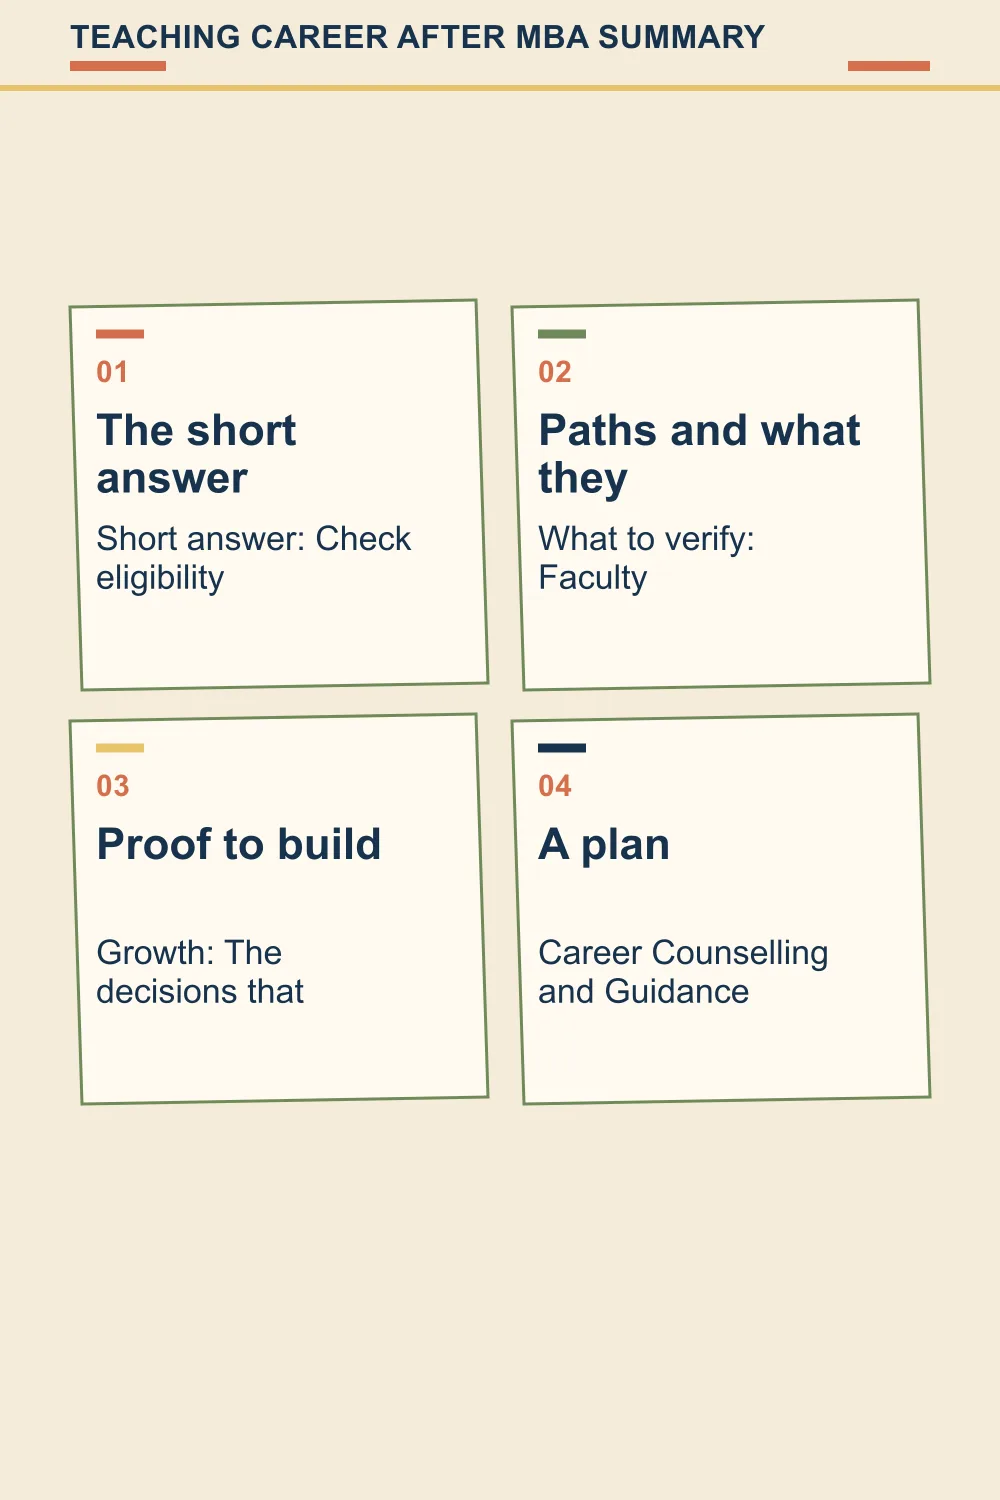 TEACHING CAREER AFTER MBA SUMMARY
01
The short
answer
Short answer: Check
eligibility
02
Paths and what
they
What to verify:
Faculty
03
Proof to build
Growth: The
decisions that
04
A plan
Career Counselling
and Guidance